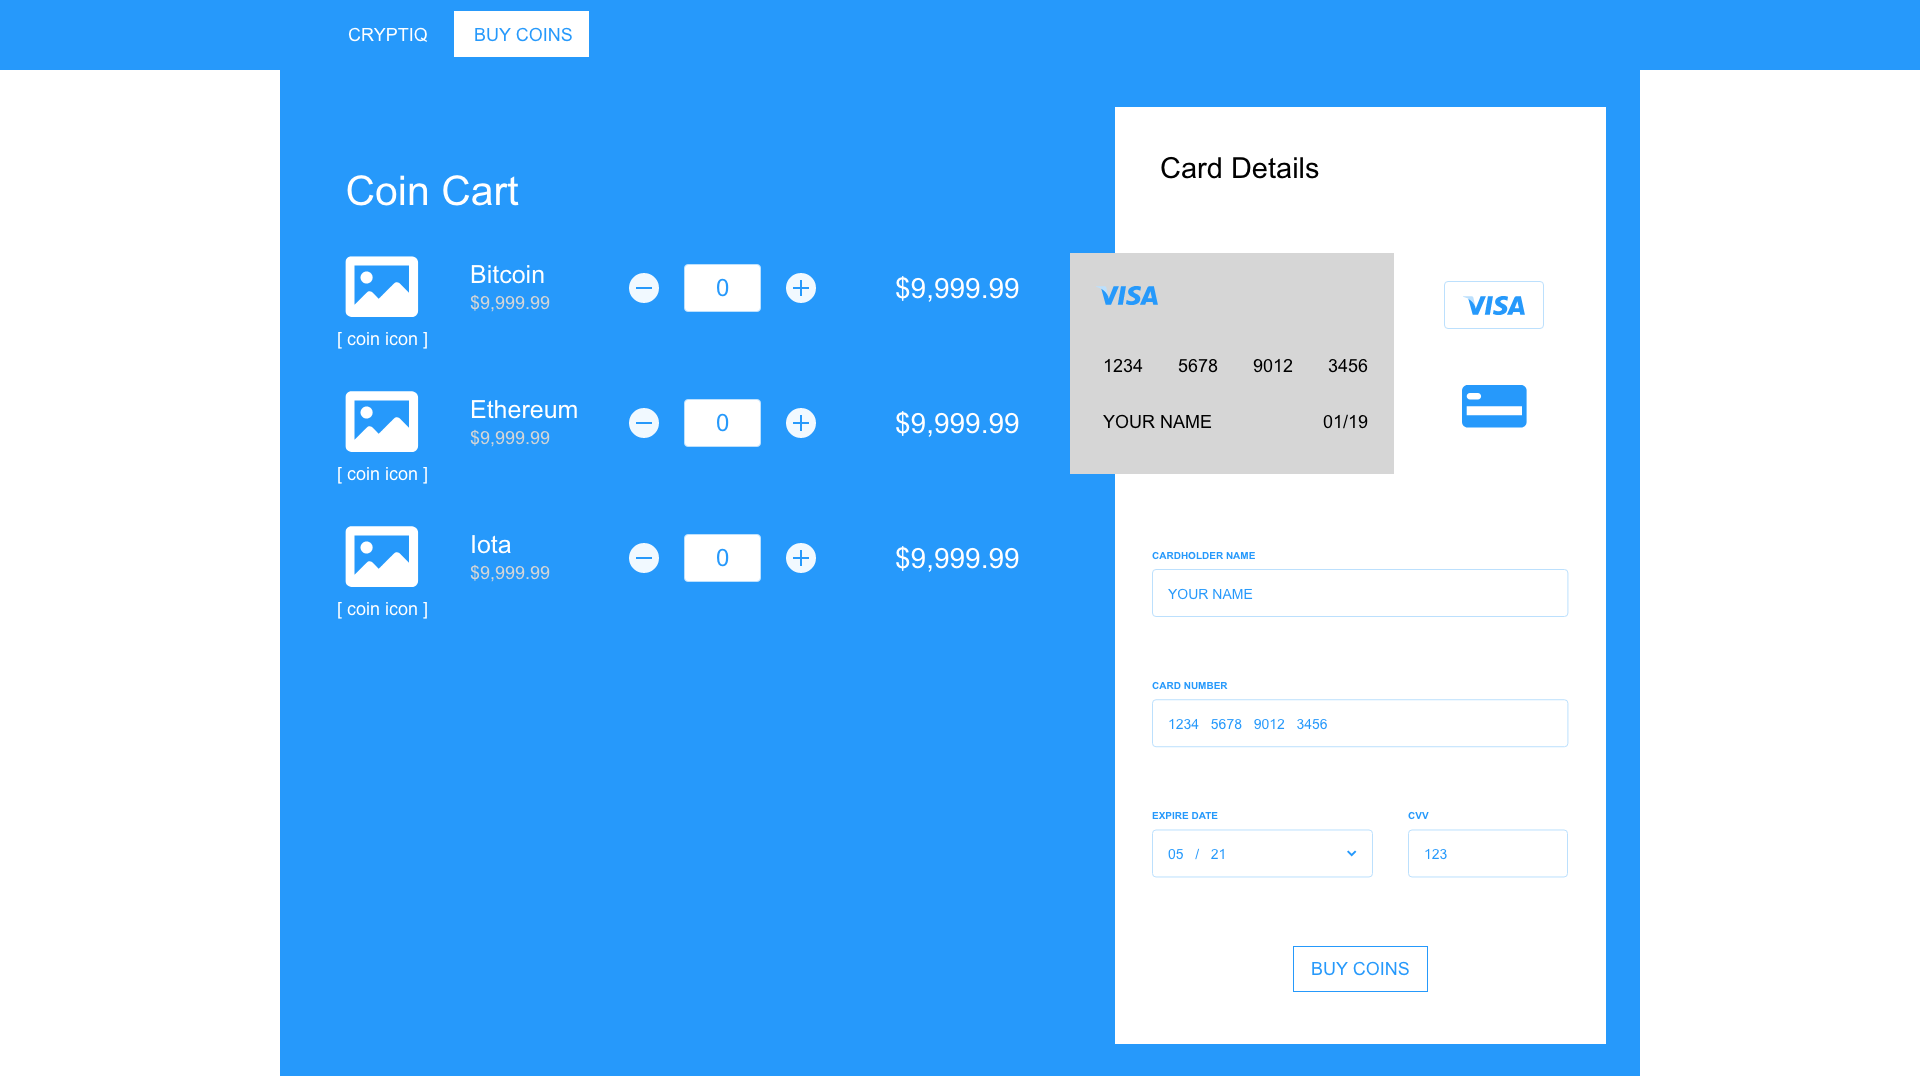 CRYPTIQ
BUY COINS
Coin Cart
Bitcoin
$9,999.99
0
$9,999.99
[ coin icon ]
Ethereum
$9,999.99
0
$9,999.99
[ coin icon ]
Iota
$9,999.99
0
$9,999.99
[ coin icon ]
Card Details
VISA
1234 5678 9012 3456
YOUR NAME 01/19
VISA
CARDHOLDER NAME
YOUR NAME
CARD NUMBER
1234 5678 9012 3456
EXPIRE DATE
05 / 21
CVV
123
BUY COINS